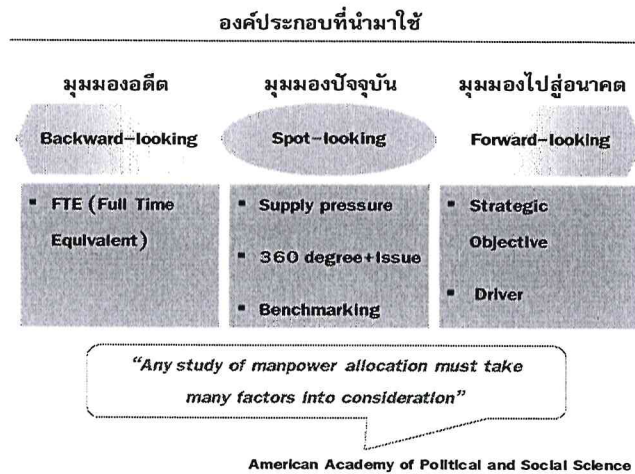 องค์ประกอบที่นำมาใช้
มุมมองอดีต
มุมมองปัจจุบัน
มุมมองไปสู่อนาคต
Backward-looking
Spot-looking
Forward-looking
▪ FTE (Full Time
Equivalent)
▪ Supply pressure
▪ 360 degree+Issue
▪ Benchmarking
▪ Strategic
Objective
▪ Driver
“Any study of manpower allocation must take
many factors into consideration”
American Academy of Political and Social Science